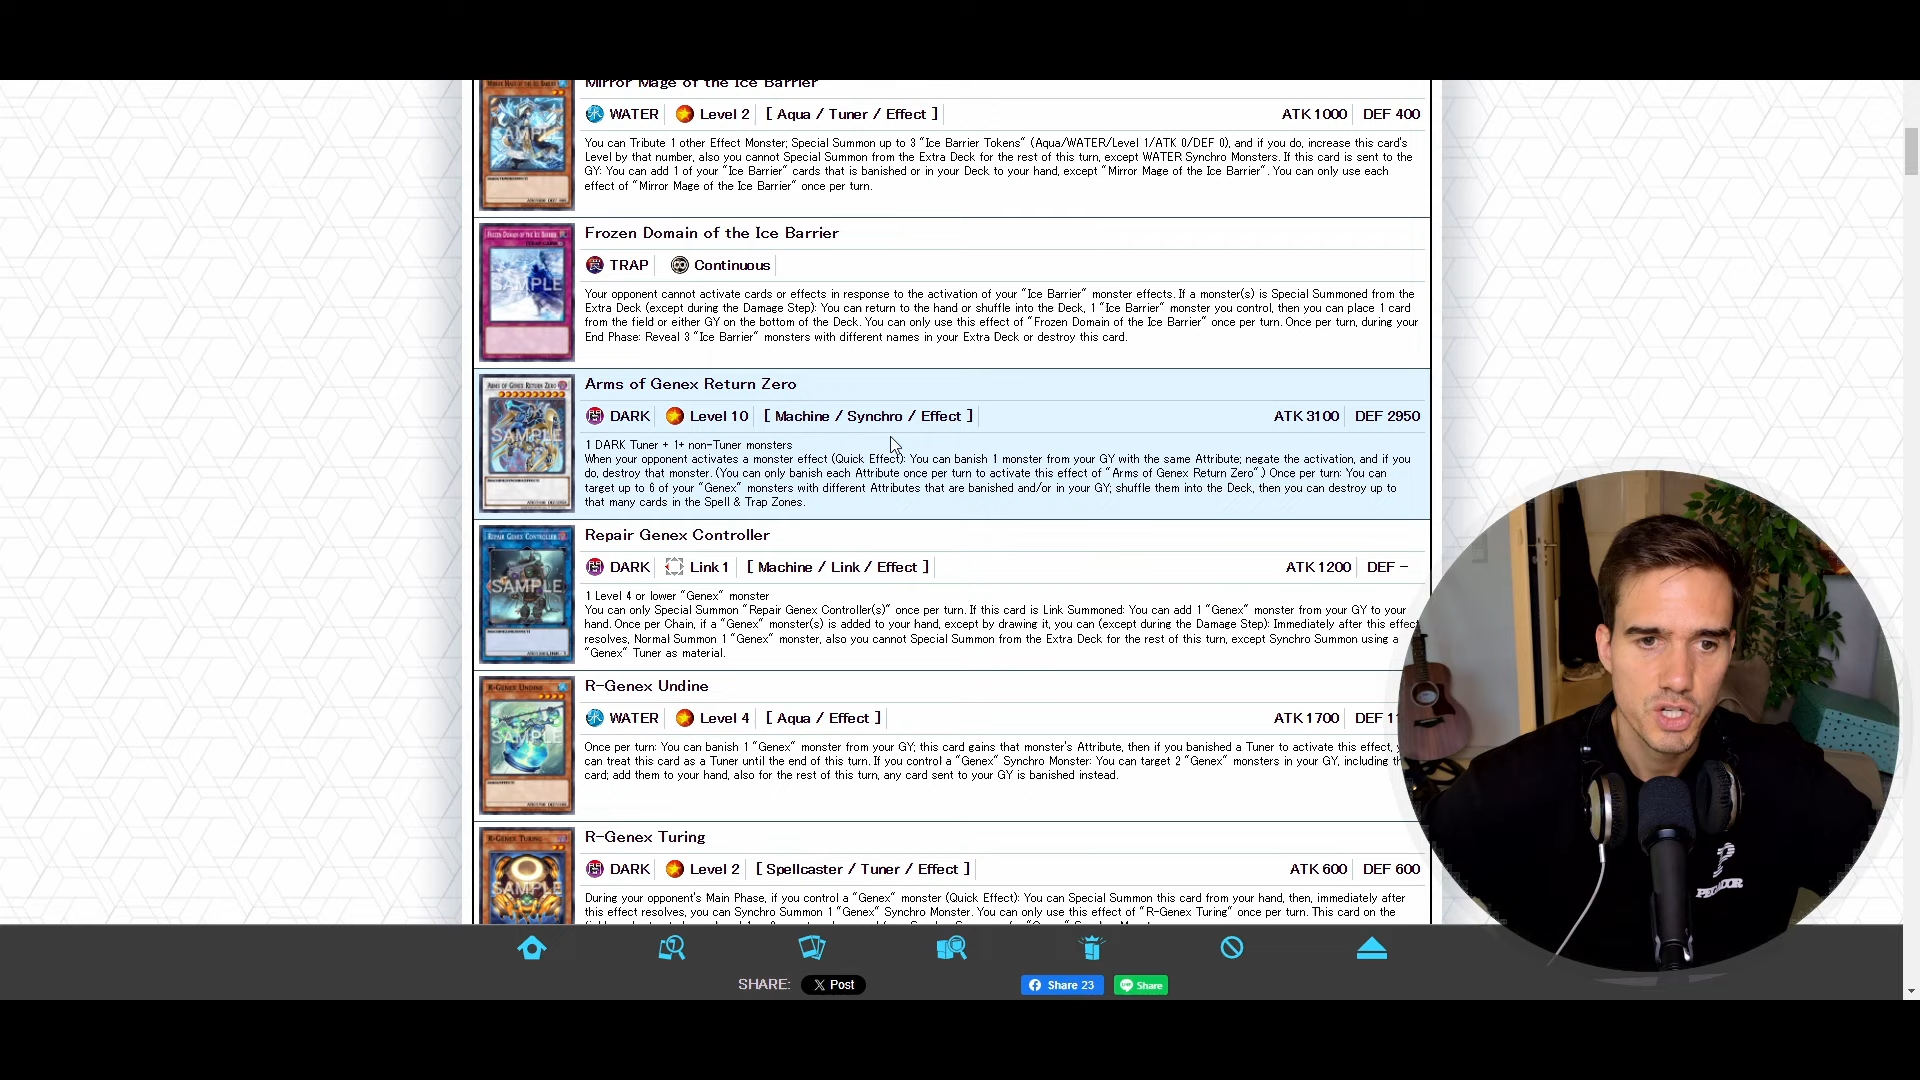 Mirror Mage of the Ice Barrier
WATER Level 2 [ Aqua / Tuner / Effect ] ATK 1000 DEF 400
You can Tribute 1 other Effect Monster; Special Summon up to 3 "Ice Barrier Tokens" (Aqua/WATER/Level 1/ATK 0/DEF 0), and if you do, increase this card's
Level by that number, also you cannot Special Summon from the Extra Deck for the rest of this turn, except WATER Synchro Monsters. If this card is sent to the
GY: You can add 1 of your "Ice Barrier" cards that is banished or in your Deck to your hand, except "Mirror Mage of the Ice Barrier". You can only use each
effect of "Mirror Mage of the Ice Barrier" once per turn.
SAMPLE
Frozen Domain of the Ice Barrier
TRAP Continuous
Your opponent cannot activate cards or effects in response to the activation of your "Ice Barrier" monster effects. If a monster(s) is Special Summoned from the
Extra Deck (except during the Damage Step): You can return to the hand or shuffle into the Deck, 1 "Ice Barrier" monster you control, then you can place 1 card
from the field or either GY on the bottom of the Deck. You can only use this effect of "Frozen Domain of the Ice Barrier" once per turn. Once per turn, during your
End Phase: Reveal 3 "Ice Barrier" monsters with different names in your Extra Deck or destroy this card.
FROZEN DOMAIN OF THE ICE BARRIER
SAMPLE
Arms of Genex Return Zero
DARK Level 10 [ Machine / Synchro / Effect ] ATK 3100 DEF 2950
1 DARK Tuner + 1+ non-Tuner monsters
When your opponent activates a monster effect (Quick Effect): You can banish 1 monster from your GY with the same Attribute; negate the activation, and if you
do, destroy that monster. (You can only banish each Attribute once per turn to activate this effect of "Arms of Genex Return Zero".) Once per turn: You can
target up to 6 of your "Genex" monsters with different Attributes that are banished and/or in your GY; shuffle them into the Deck, then you can destroy up to
that many cards in the Spell & Trap Zones.
ARMS OF GENEX RETURN ZERO
SAMPLE
Repair Genex Controller
DARK Link 1 [ Machine / Link / Effect ] ATK 1200 DEF -
1 Level 4 or lower "Genex" monster
You can only Special Summon "Repair Genex Controller(s)" once per turn. If this card is Link Summoned: You can add 1 "Genex" monster from your GY to your
hand. Once per Chain, if a "Genex" monster(s) is added to your hand, except by drawing it, you can (except during the Damage Step): Immediately after this effect
resolves, Normal Summon 1 "Genex" monster, also you cannot Special Summon from the Extra Deck for the rest of this turn, except Synchro Summon using a
"Genex" Tuner as material.
REPAIR GENEX CONTROLLER
SAMPLE
R-Genex Undine
WATER Level 4 [ Aqua / Effect ] ATK 1700 DEF 11
Once per turn: You can banish 1 "Genex" monster from your GY; this card gains that monster's Attribute, then if you banished a Tuner to activate this effect,
can treat this card as a Tuner until the end of this turn. If you control a "Genex" Synchro Monster: You can target 2 "Genex" monsters in your GY, including
card; add them to your hand, also for the rest of this turn, any card sent to your GY is banished instead.
R-GENEX UNDINE
SAMPLE
R-Genex Turing
DARK Level 2 [ Spellcaster / Tuner / Effect ] ATK 600 DEF 600
During your opponent's Main Phase, if you control a "Genex" monster (Quick Effect): You can Special Summon this card from your hand, then, immediately after
this effect resolves, you can Synchro Summon 1 "Genex" Synchro Monster. You can only use this effect of "R-Genex Turing" once per turn. This card on the
R-GENEX TURING
SAMPLE
SHARE: Post Share 23 Share